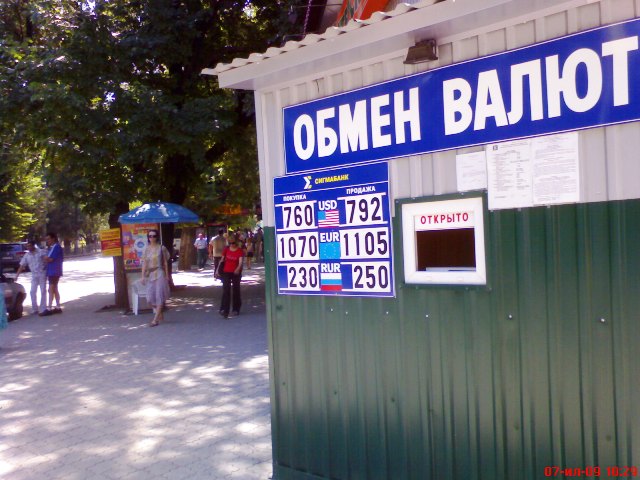 ОБМЕН ВАЛЮТ
СИГМАБАНК
ПОКУПКА ПРОДАЖА
760 USD 792
1070 EUR 1105
230 RUR 250
ОТКРЫТО
07-ил-09 10:29